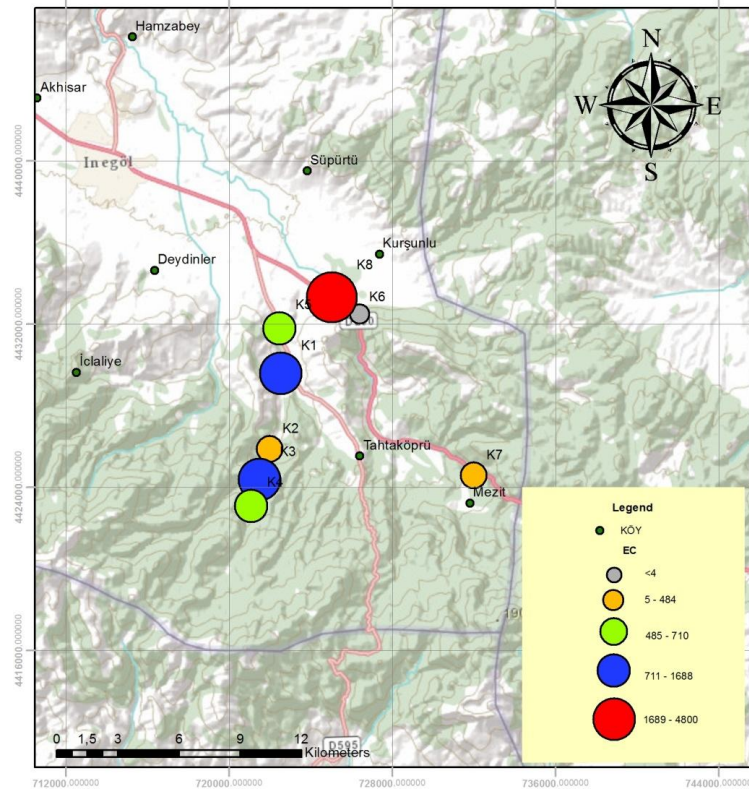 Hamzabey
N
Akhisar
W
E
S
4440000.000000
Inegöl
Süpürtü
Kurşunlu
Deydinler
K8
K5
K6
4432000.000000
K1
İclaliye
K2
K3
Tahtaköprü
K7
K4
Mezit
4424000.000000
Legend
KÖY
EC
<4
5 - 484
485 - 710
711 - 1688
1689 - 4800
4416000.000000
0 1,5 3 6 9 12
Kilometers
D595
712000.000000
720000.000000
728000.000000
736000.000000
744000.000000